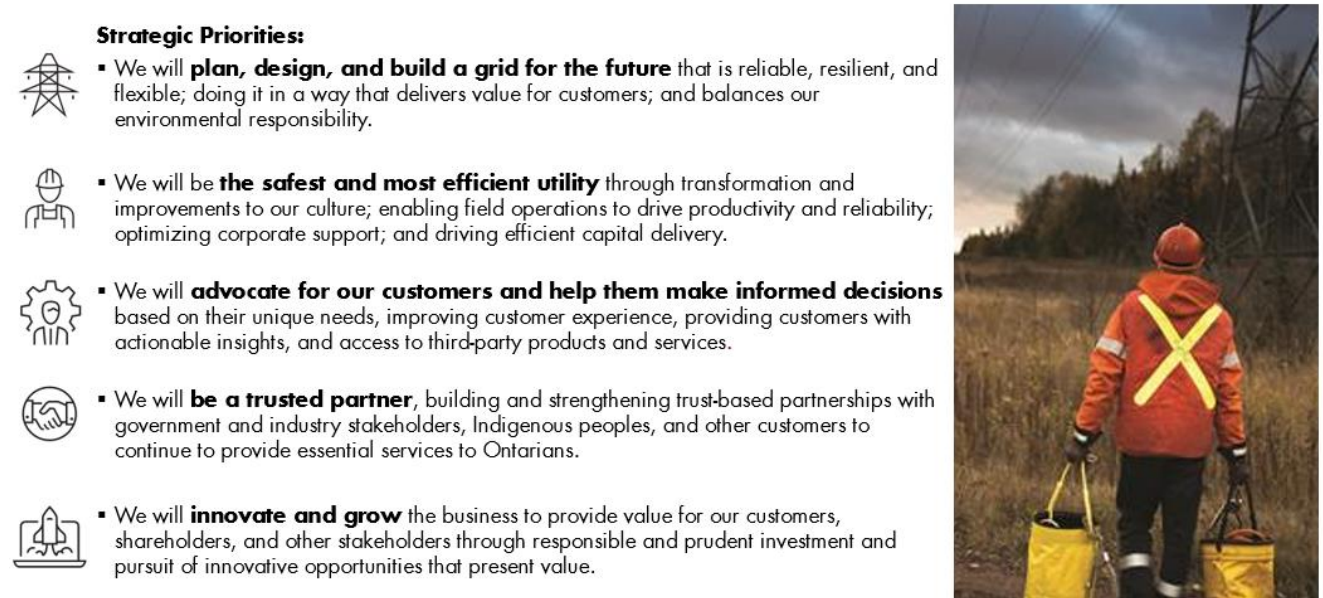 Strategic Priorities:
▪ We will plan, design, and build a grid for the future that is reliable, resilient, and
flexible; doing it in a way that delivers value for customers; and balances our
environmental responsibility.
▪ We will be the safest and most efficient utility through transformation and
improvements to our culture; enabling field operations to drive productivity and reliability;
optimizing corporate support; and driving efficient capital delivery.
▪ We will advocate for our customers and help them make informed decisions
based on their unique needs, improving customer experience, providing customers with
actionable insights, and access to third-party products and services.
▪ We will be a trusted partner, building and strengthening trust-based partnerships with
government and industry stakeholders, Indigenous peoples, and other customers to
continue to provide essential services to Ontarians.
▪ We will innovate and grow the business to provide value for our customers,
shareholders, and other stakeholders through responsible and prudent investment and
pursuit of innovative opportunities that present value.